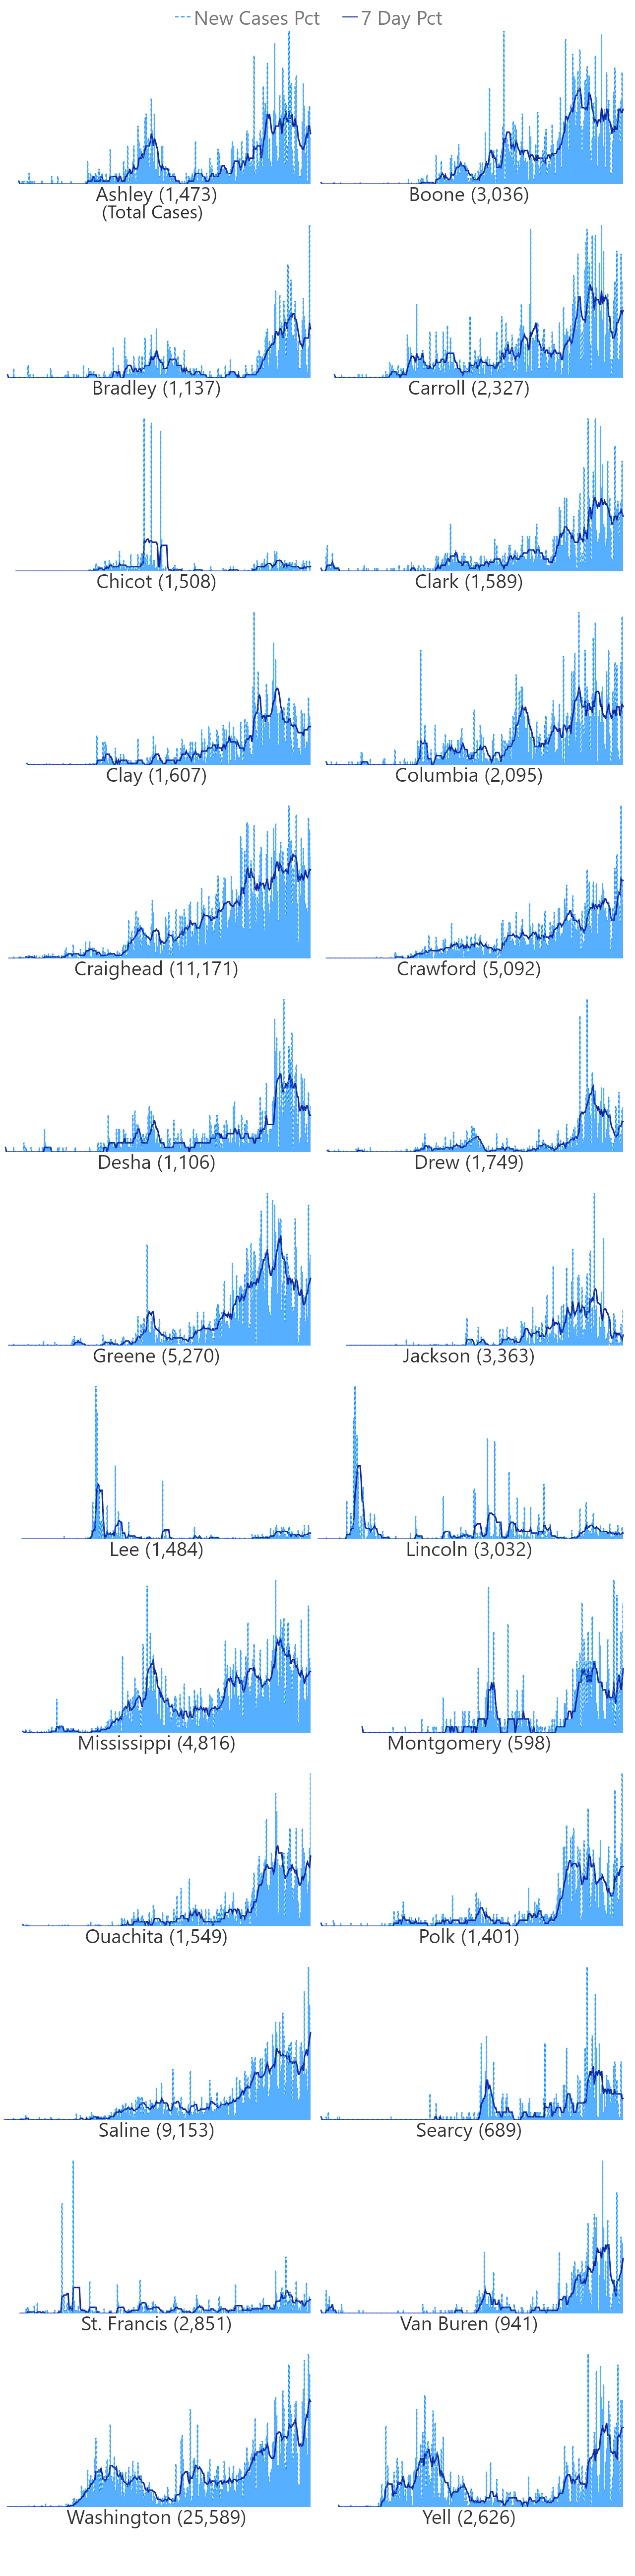 New Cases Pct 7 Day Pct
Ashley (1,473) Boone (3,036)
(Total Cases)
Bradley (1,137) Carroll (2,327)
Chicot (1,508) Clark (1,589)
Clay (1,607) Columbia (2,095)
Craighead (11,171) Crawford (5,092)
Desha (1,106) Drew (1,749)
Greene (5,270) Jackson (3,363)
Lee (1,484) Lincoln (3,032)
Mississippi (4,816) Montgomery (598)
Ouachita (1,549) Polk (1,401)
Saline (9,153) Searcy (689)
St. Francis (2,851) Van Buren (941)
Washington (25,589) Yell (2,626)